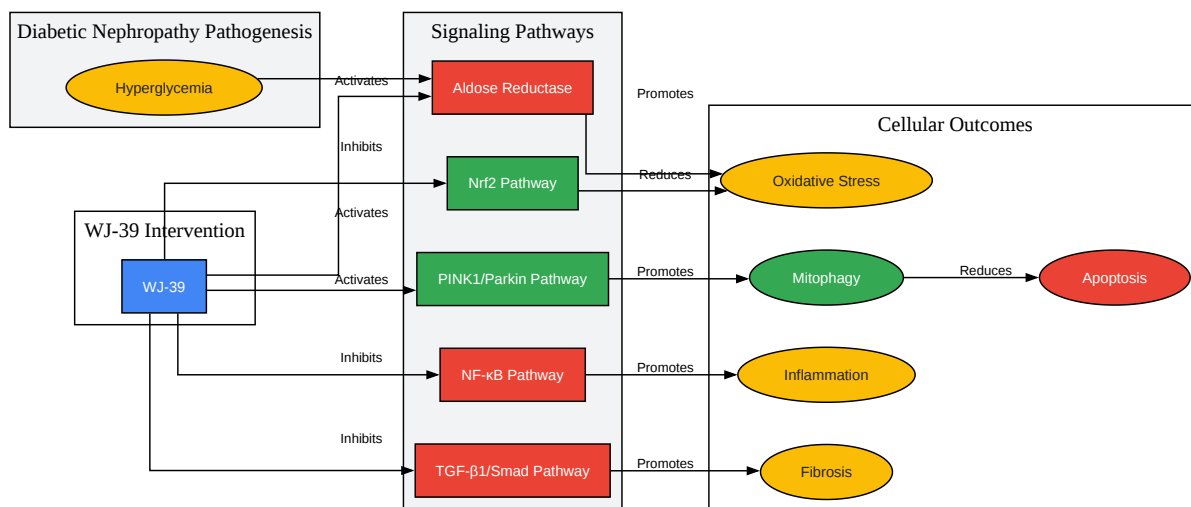 Diabetic Nephropathy Pathogenesis
Hyperglycemia
Signaling Pathways
Activates
Aldose Reductase
Promotes
Cellular Outcomes
Inhibits
Nrf2 Pathway
Reduces
Oxidative Stress
Activates
WJ-39 Intervention
WJ-39
Activates
PINK1/Parkin Pathway
Promotes
Mitophagy
Reduces
Apoptosis
Inhibits
NF-κB Pathway
Promotes
Inflammation
Inhibits
TGF-β1/Smad Pathway
Promotes
Fibrosis